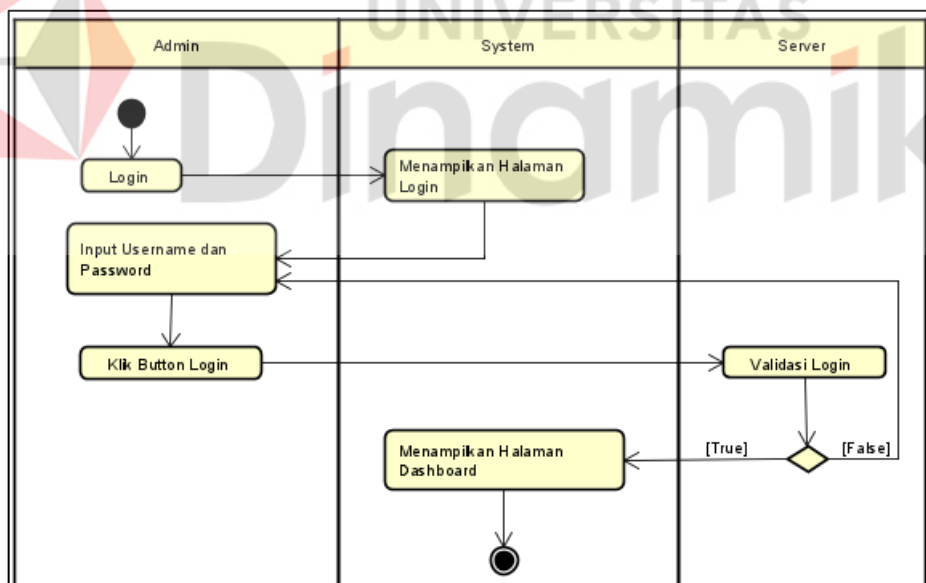 UNIVERSITAS
Dinamik
Admin
System
Server
Login
Menampilkan Halaman
Login
Input Username dan
Password
Klik Button Login
Validasi Login
[True]
[False]
Menampilkan Halaman
Dashboard